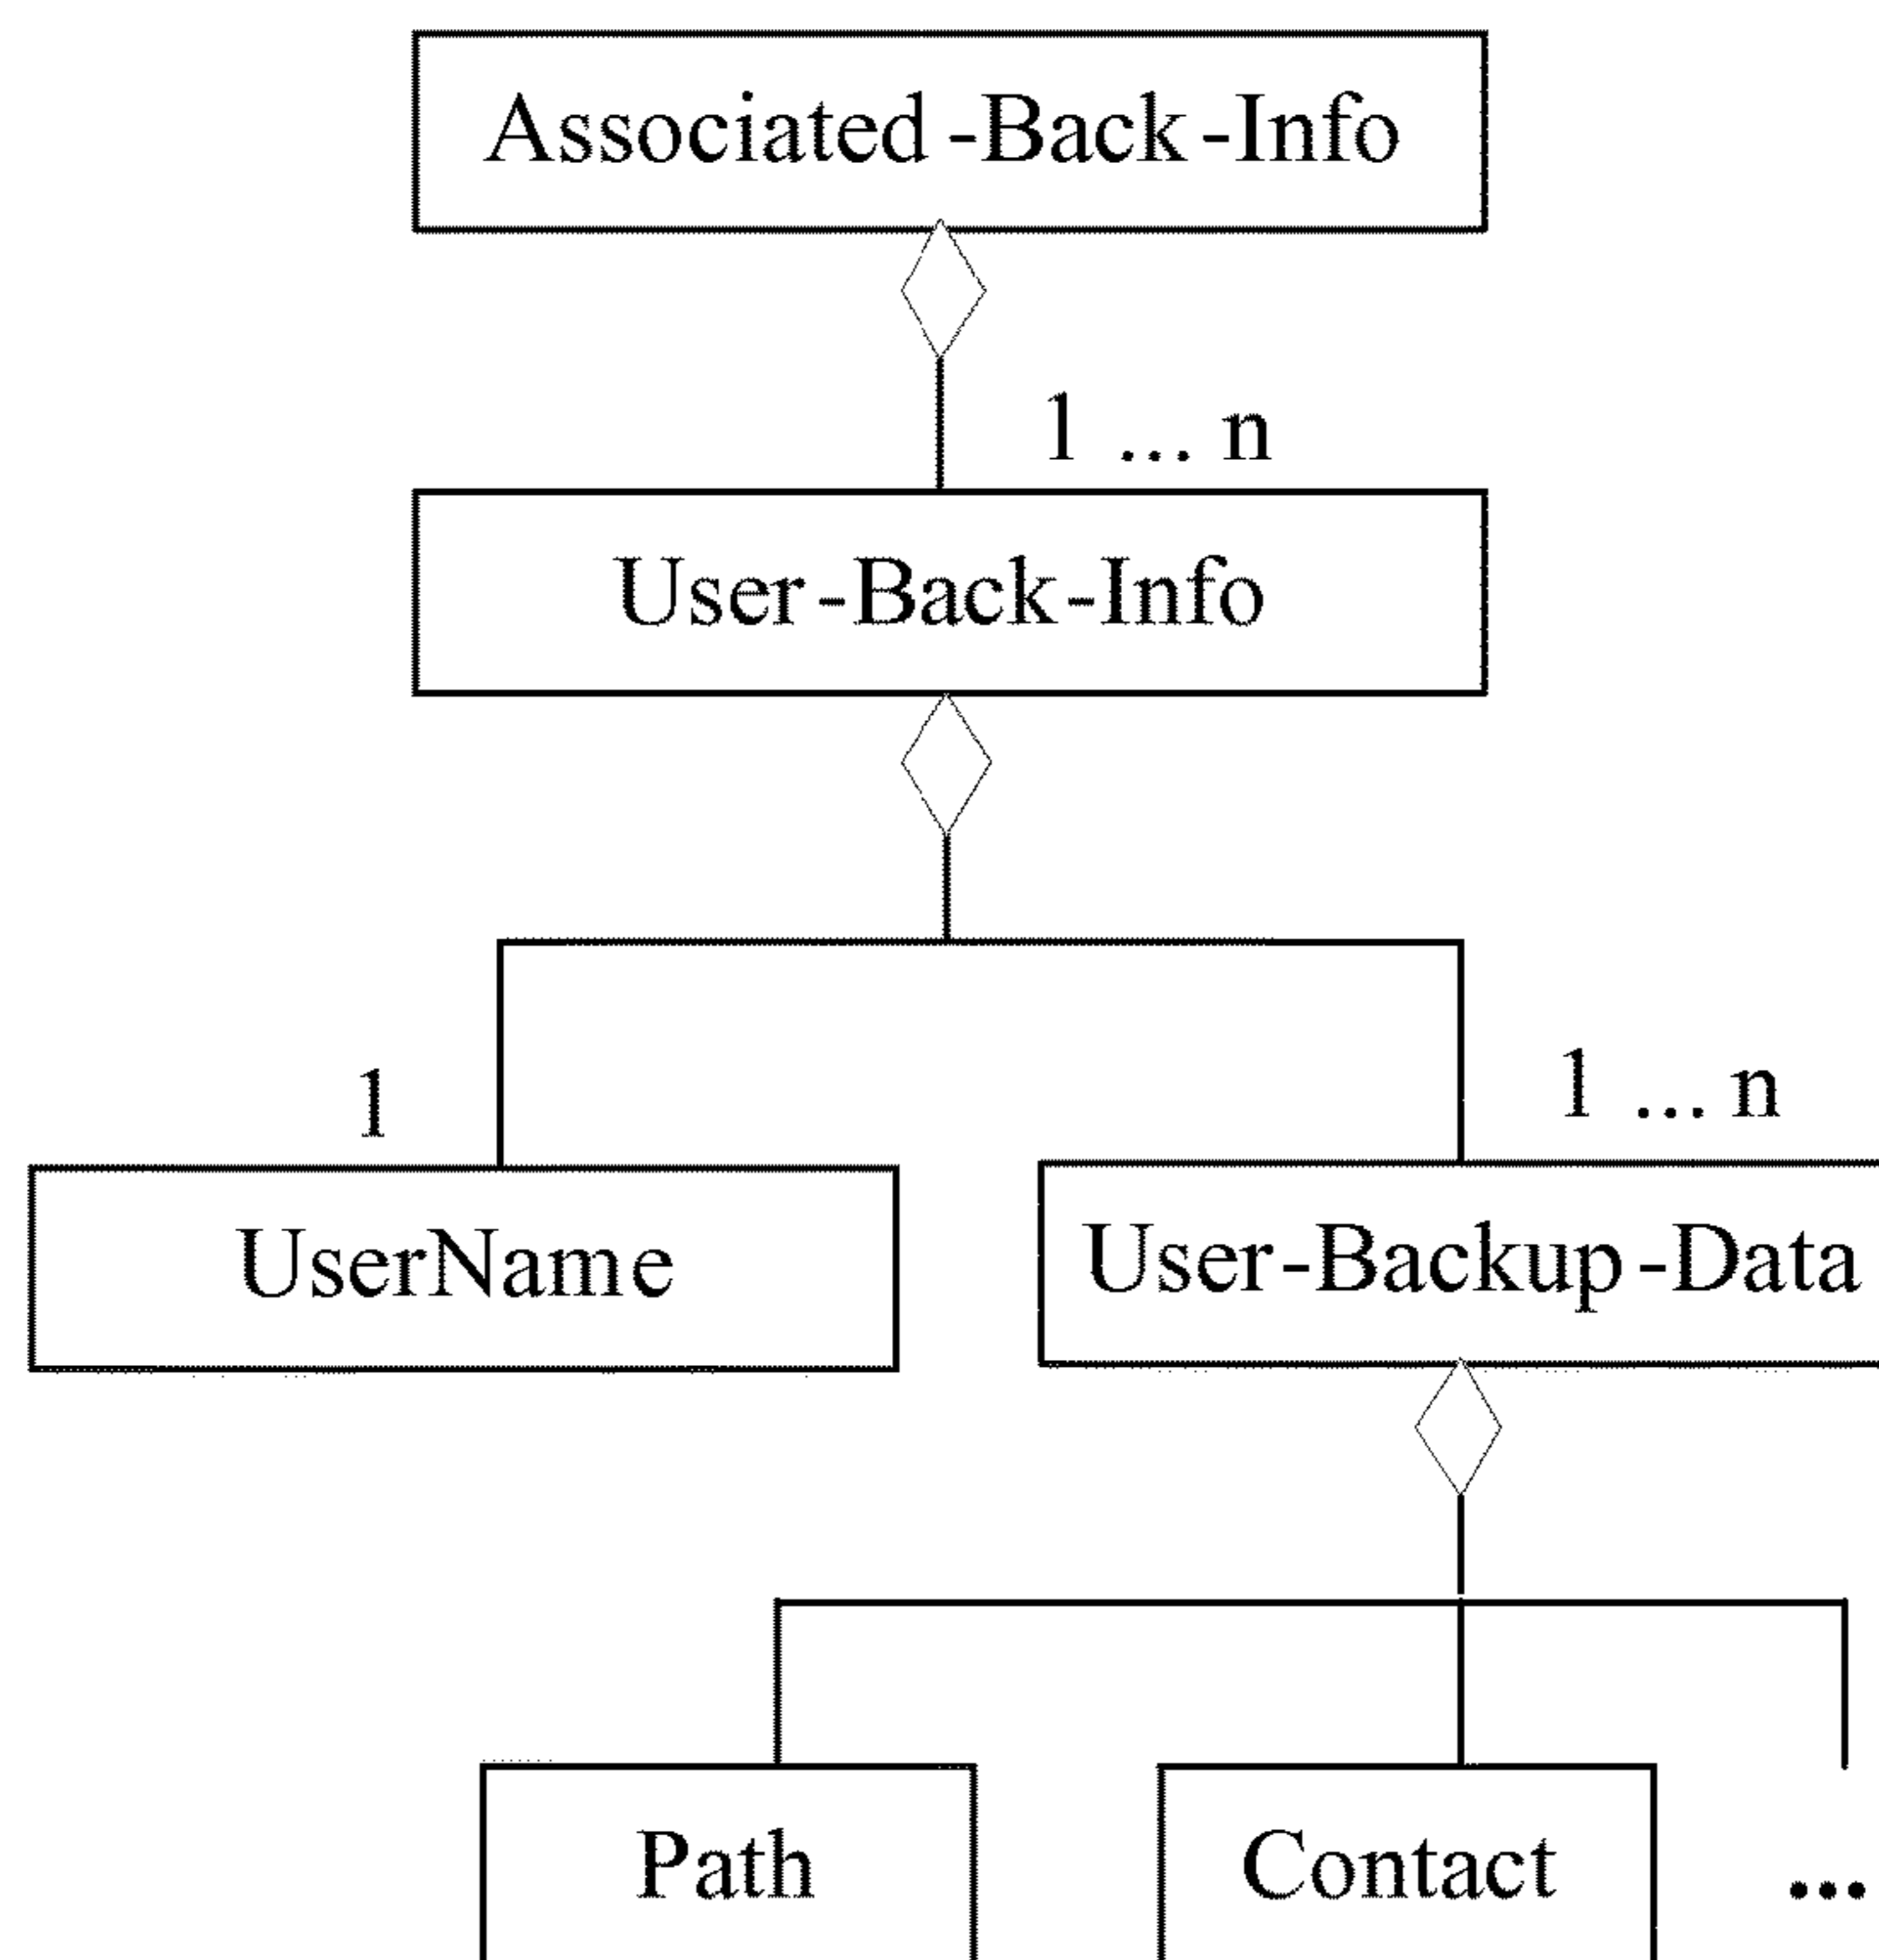 Associated-Back-Info
1 ... n
User-Back-Info
1
1 ... n
UserName
User-Backup-Data
Path
Contact
...